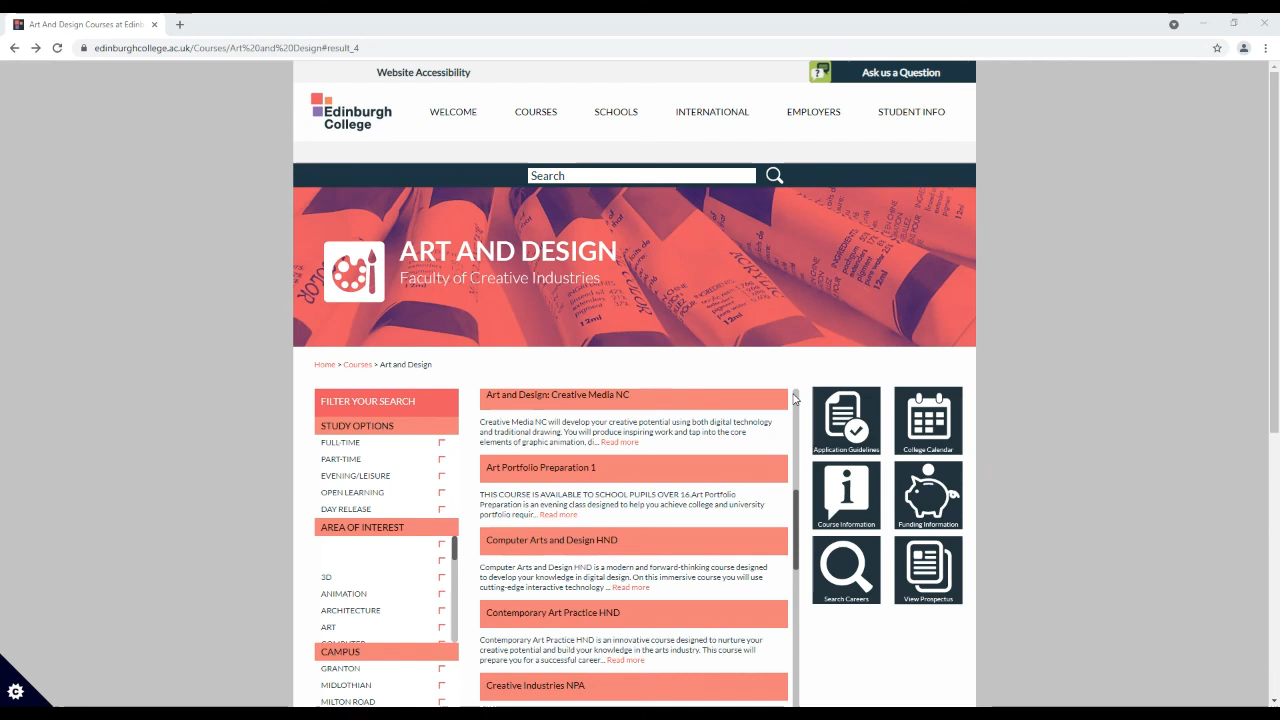 Art And Design Courses at Edinb
edinburghcollege.ac.uk/Courses/Art%20and%20Design#result_4
Website Accessibility
Ask us a Question
Edinburgh
College
WELCOME
COURSES
SCHOOLS
INTERNATIONAL
EMPLOYERS
STUDENT INFO
Search
ART AND DESIGN
Faculty of Creative Industries
Home > Courses > Art and Design
FILTER YOUR SEARCH
STUDY OPTIONS
FULL-TIME
PART-TIME
EVENING/LEISURE
OPEN LEARNING
DAY RELEASE
AREA OF INTEREST
3D
ANIMATION
ARCHITECTURE
ART
CAMPUS
GRANTON
MIDLOTHIAN
MILTON ROAD
Art and Design: Creative Media NC
Creative Media NC will develop your creative potential using both digital technology
and traditional drawing. You will produce inspiring work and tap into the core
elements of graphic animation, di... Read more
Art Portfolio Preparation 1
THIS COURSE IS AVAILABLE TO SCHOOL PUPILS OVER 16.Art Portfolio
Preparation is an evening class designed to help you achieve college and university
portfolio requir... Read more
Computer Arts and Design HND
Computer Arts and Design HND is a modern and forward-thinking course designed
to develop your knowledge in digital design. On this immersive course you will use
cutting-edge interactive technology ... Read more
Contemporary Art Practice HND
Contemporary Art Practice HND is an innovative course designed to nurture your
creative potential and build your knowledge in the arts industry. This course will
prepare you for a successful career... Read more
Creative Industries NPA
Application Guidelines
College Calendar
Course Information
Funding Information
Search Careers
View Prospectus